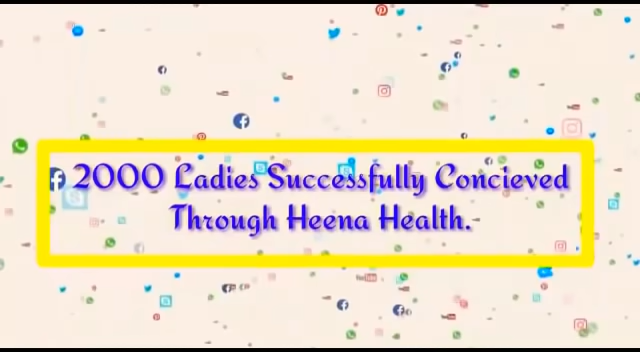 2000 Ladies Successfully Concieved
Through Heena Health.